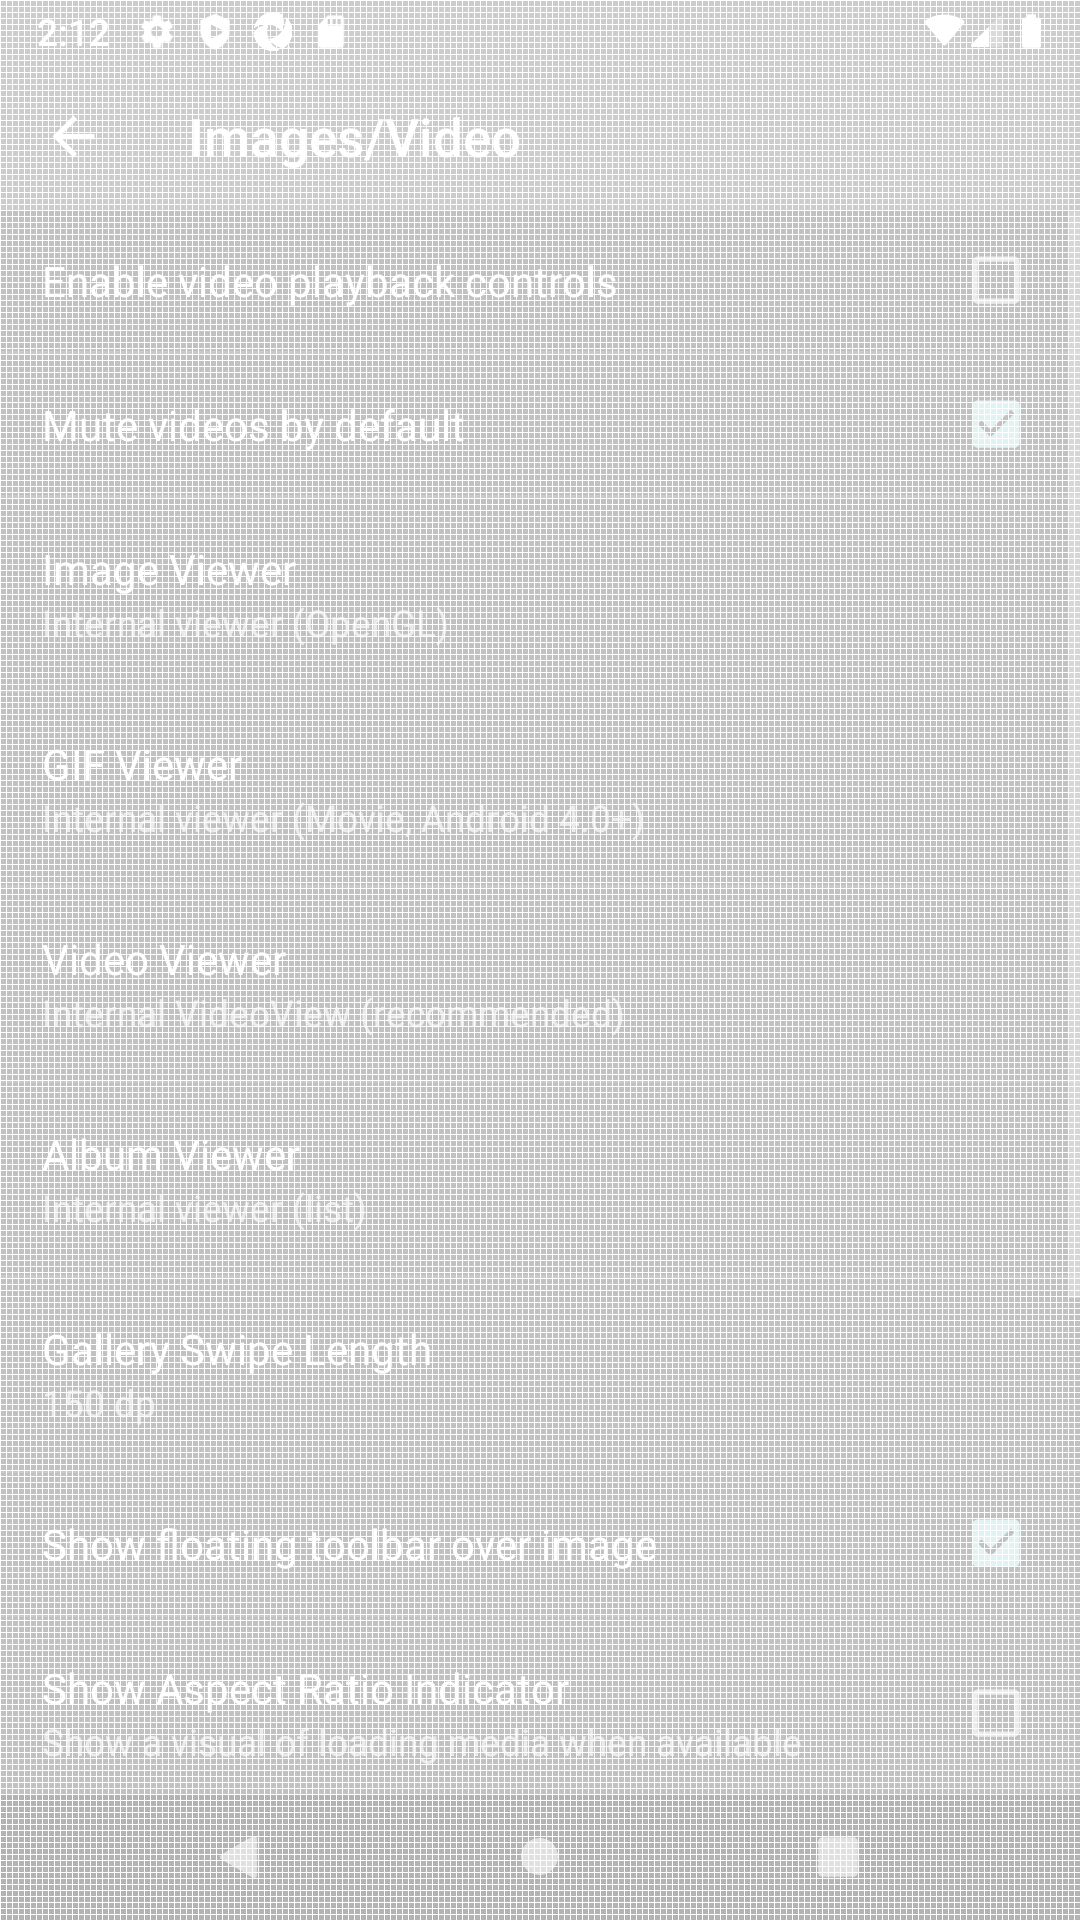 2:12
Images/Video
Enable video playback controls
Mute videos by default
Image Viewer
Internal viewer (OpenGL)
GIF Viewer
Internal viewer (Movie, Android 4.0+)
Video Viewer
Internal VideoView (recommended)
Album Viewer
Internal viewer (list)
Gallery Swipe Length
150 dp
Show floating toolbar over image
Show Aspect Ratio Indicator
Show a visual of loading media when available